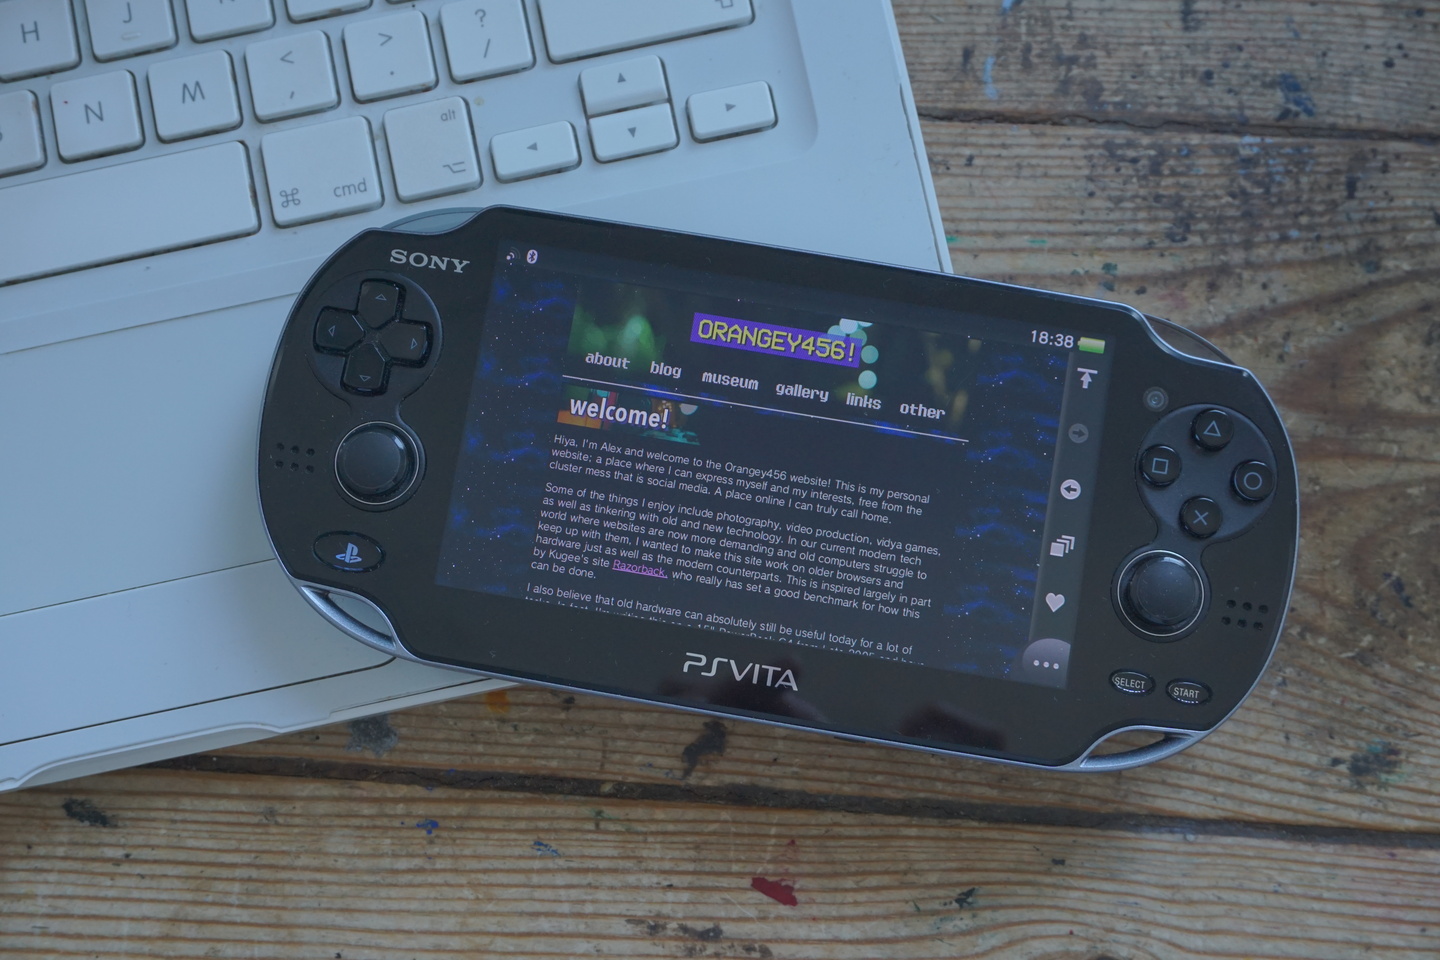 H
J
?
/
<
,
>
.
N
M
alt
cmd
SONY
18:38
ORANGEY456!
about blog museum gallery links other
welcome!
Hiya, I'm Alex and welcome to the Orangey456 website! This is my personal
website; a place where I can express myself and my interests, free from the
cluster mess that is social media. A place online I can truly call home.
Some of the things I enjoy include photography, video production, vidya games,
as well as tinkering with old and new technology. In our current modern tech
world where websites are now more demanding and old computers struggle to
keep up with them, I wanted to make this site work on older browsers and
hardware just as well as the modern counterparts. This is inspired largely in part
by Kugee's site Razorback, who really has set a good benchmark for how this
can be done.
I also believe that old hardware can absolutely still be useful today for a lot of
PSVITA
SELECT
START